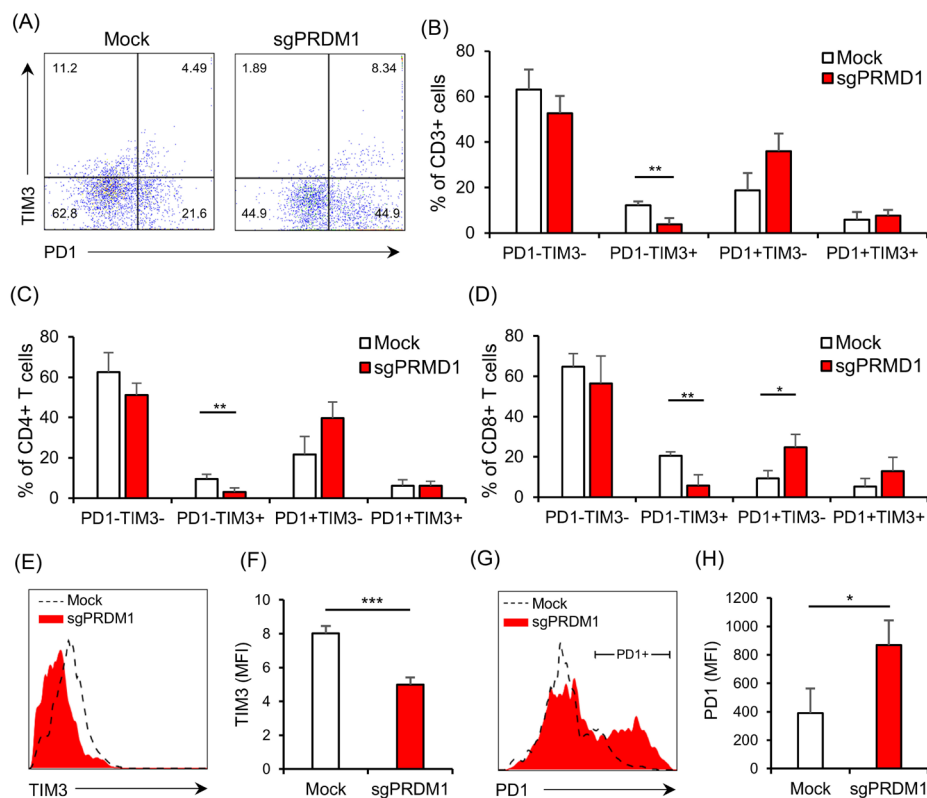 (A)
Mock
sgPRDM1
11.2
4.49
62.8
21.6
1.89
8.34
44.9
44.9
TIM3
PD1
(B)
Mock
sgPRMD1
% of CD3+ cells
80
60
40
20
0
PD1-TIM3-
PD1-TIM3+
PD1+TIM3-
PD1+TIM3+
**
(C)
Mock
sgPRMD1
% of CD4+ T cells
80
60
40
20
0
**
PD1-TIM3-
PD1-TIM3+
PD1+TIM3-
PD1+TIM3+
(D)
Mock
sgPRMD1
% of CD8+ T cells
80
60
40
20
0
**
*
PD1-TIM3-
PD1-TIM3+
PD1+TIM3-
PD1+TIM3+
(E)
Mock
sgPRDM1
TIM3
(F)
TIM3 (MFI)
10
8
6
4
2
0
***
Mock
sgPRDM1
(G)
Mock
sgPRDM1
PD1+
PD1
(H)
PD1 (MFI)
1200
1000
800
600
400
200
0
*
Mock
sgPRDM1